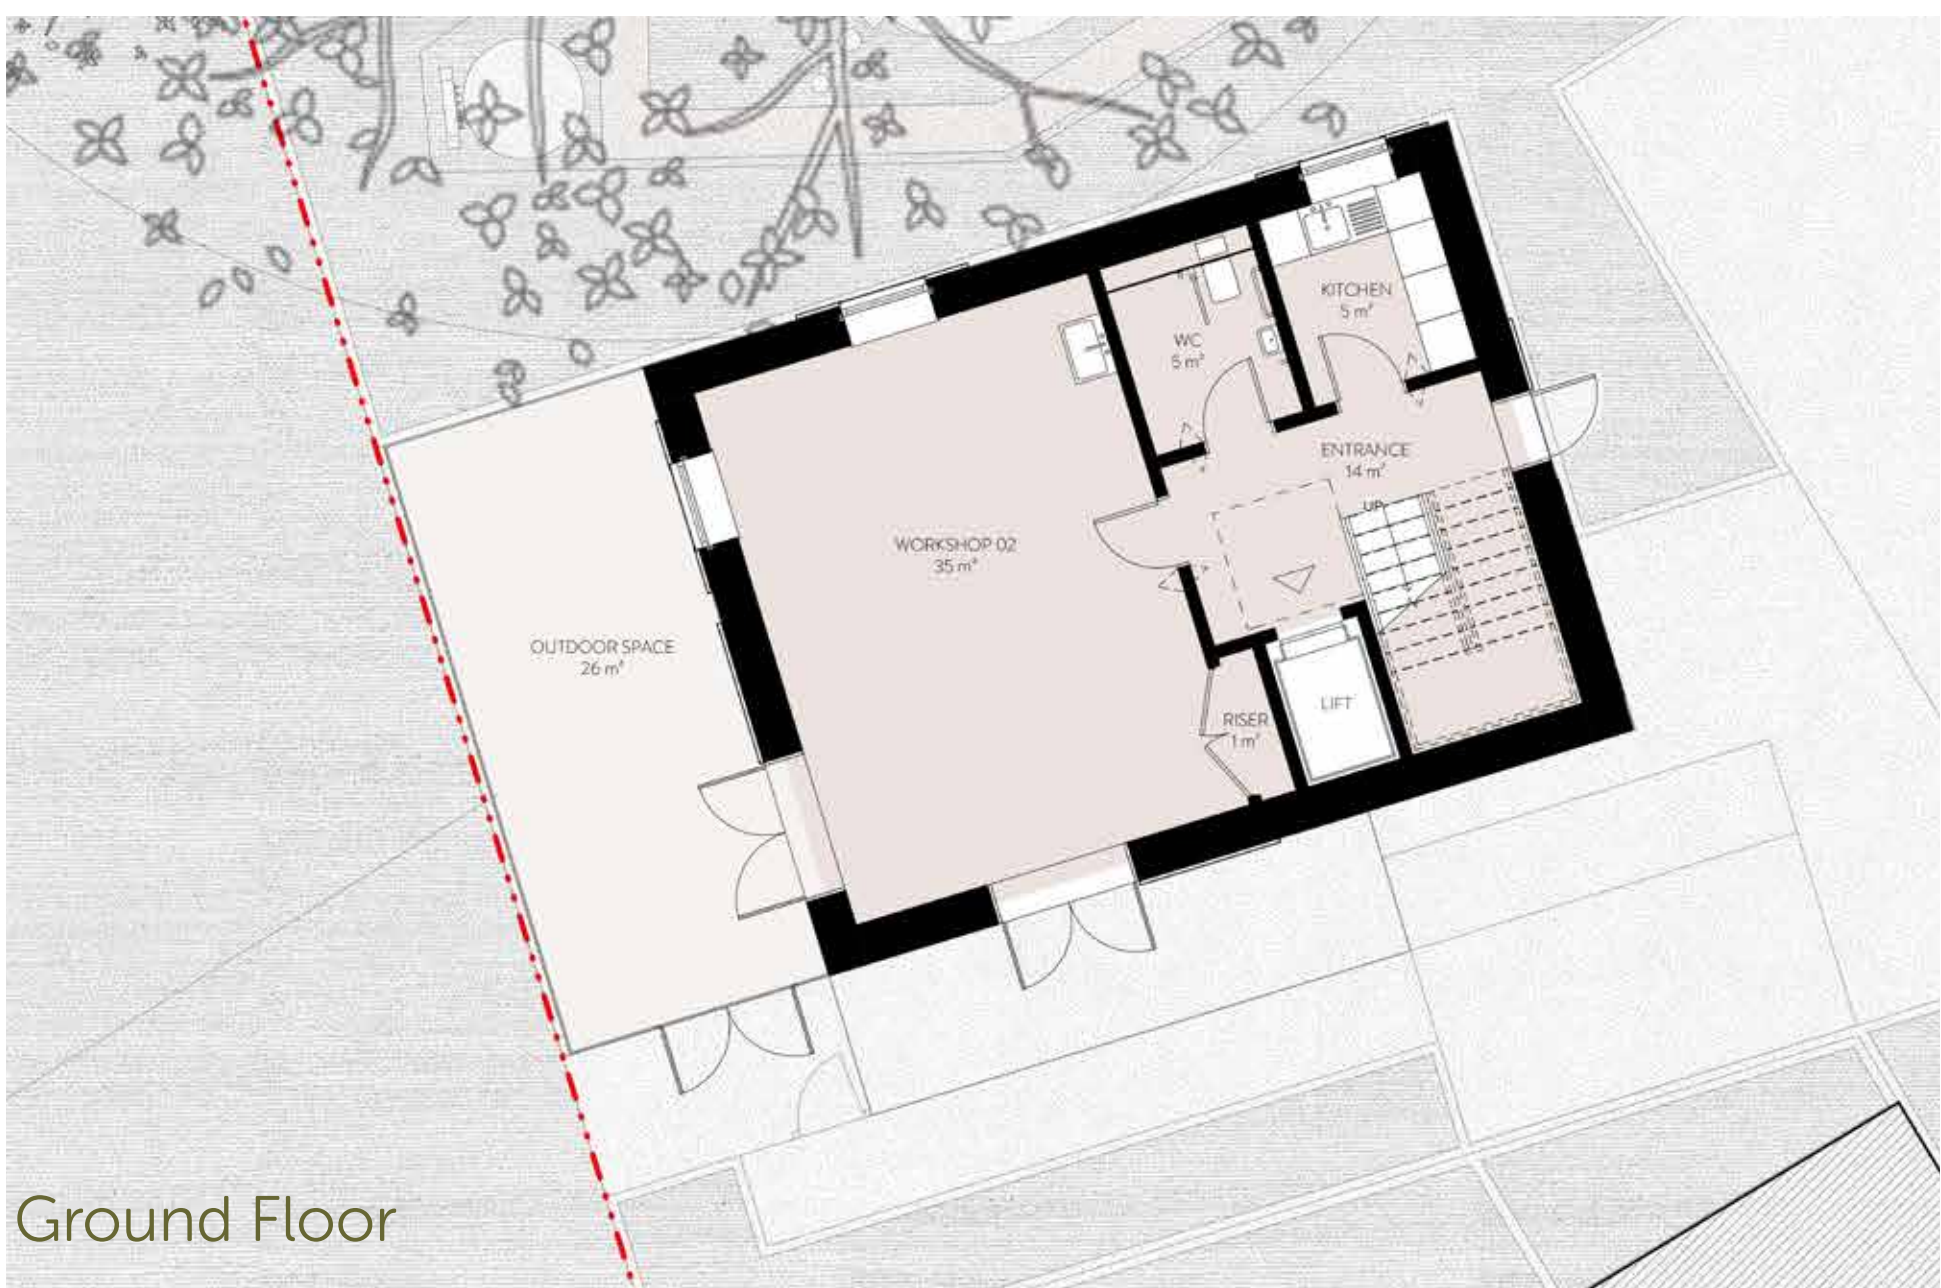 KITCHEN
5 m²
WC
5 m²
ENTRANCE
14 m²
UP
WORKSHOP 02
35 m²
OUTDOOR SPACE
26 m²
RISER
1 m²
LIFT
Ground Floor